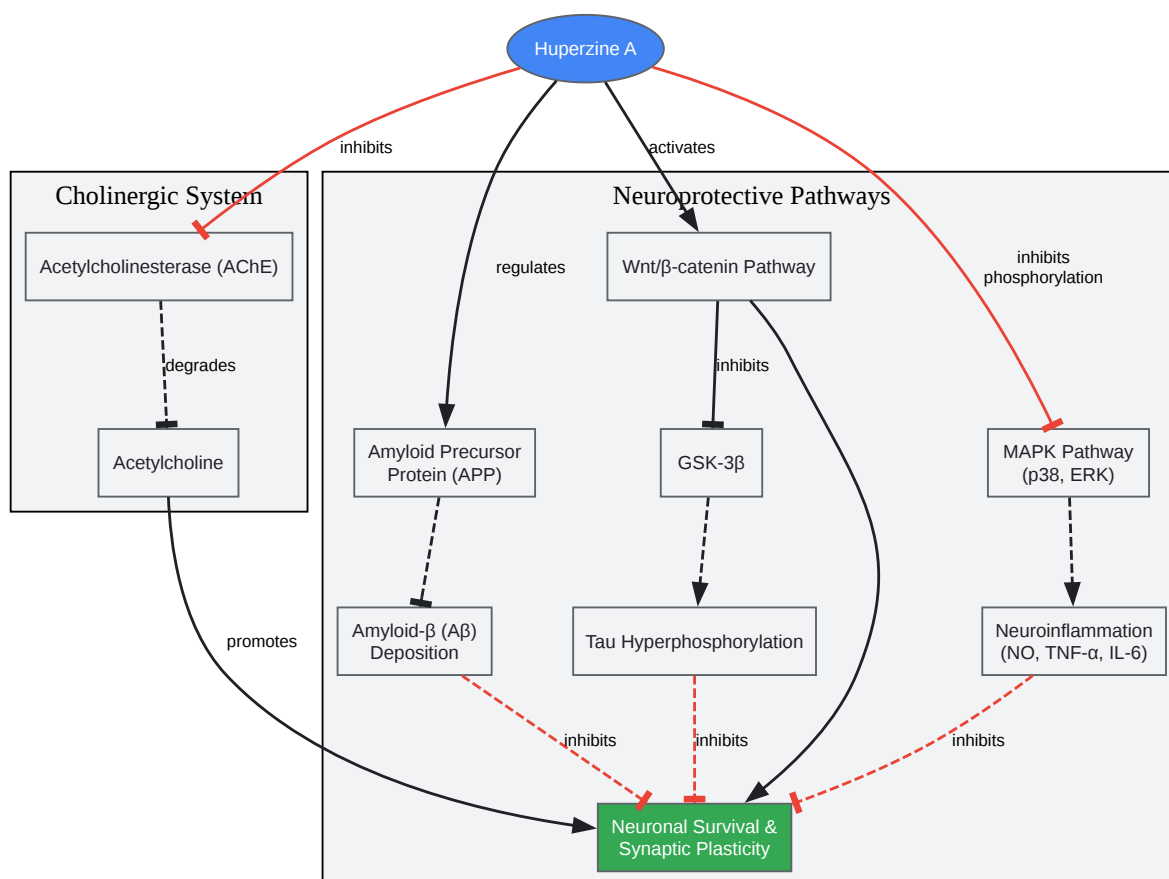 Huperzine A
inhibits
activates
Cholinergic System
Neuroprotective Pathways
Acetylcholinesterase (AChE)
regulates
Wnt/β-catenin Pathway
inhibits
phosphorylation
degrades
inhibits
Acetylcholine
Amyloid Precursor
Protein (APP)
GSK-3β
MAPK Pathway
(p38, ERK)
promotes
Amyloid-β (Aβ)
Deposition
Tau Hyperphosphorylation
Neuroinflammation
(NO, TNF-α, IL-6)
inhibits
inhibits
inhibits
Neuronal Survival &
Synaptic Plasticity